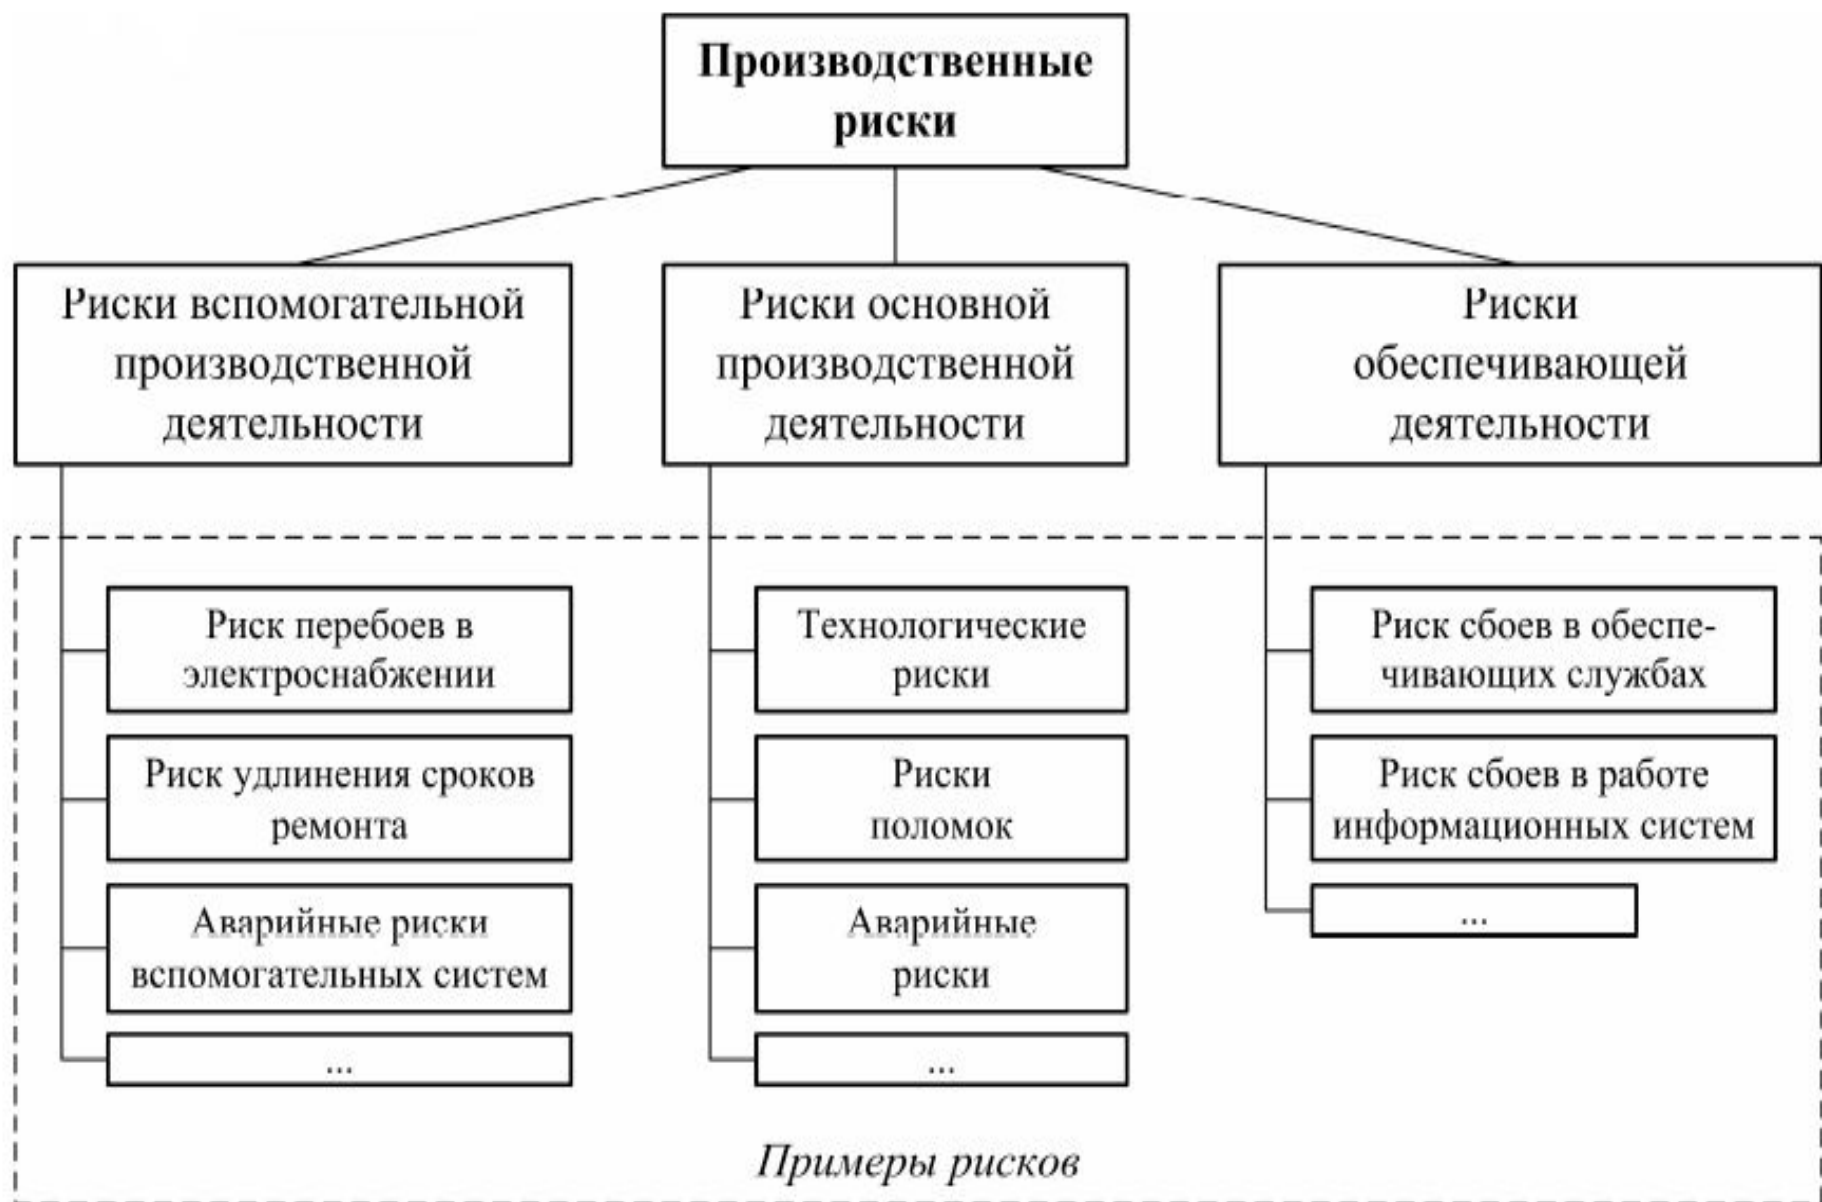 Производственные
риски
Риски вспомогательной
производственной
деятельности
Риски основной
производственной
деятельности
Риски
обеспечивающей
деятельности
Риск перебоев в
электроснабжении
Риск удлинения сроков
ремонта
Аварийные риски
вспомогательных систем
...
Технологические
риски
Риски
поломок
Аварийные
риски
...
Риск сбоев в обеспе-
чивающих службах
Риск сбоев в работе
информационных систем
...
Примеры рисков